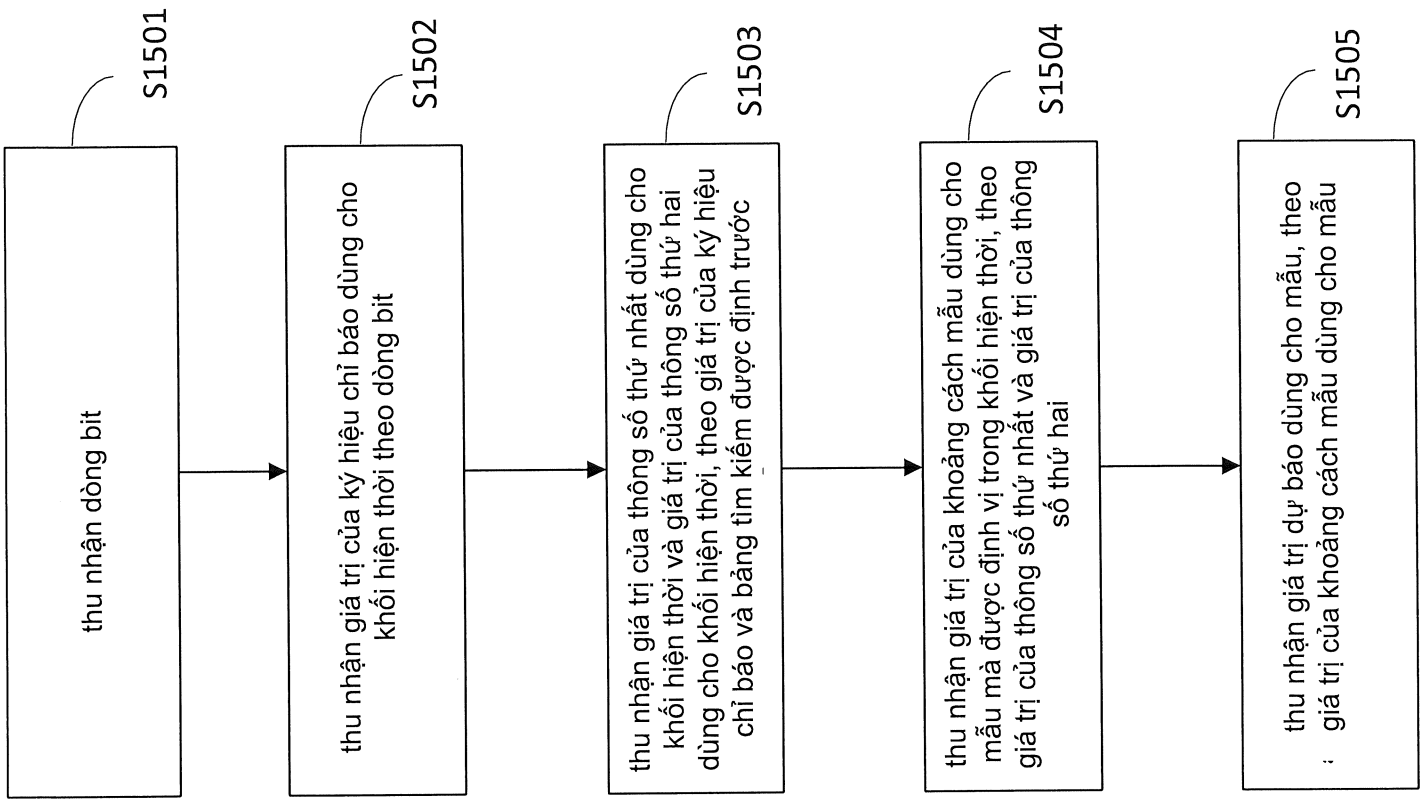 S1501
thu nhận dòng bit
S1502
thu nhận giá trị của ký hiệu chỉ báo dùng cho
khối hiện thời theo dòng bit
S1503
thu nhận giá trị của thông số thứ nhất dùng cho
khối hiện thời và giá trị của thông số thứ hai
dùng cho khối hiện thời, theo giá trị của ký hiệu
chỉ báo và bảng tìm kiếm được định trước
S1504
thu nhận giá trị của khoảng cách mẫu dùng cho
mẫu mà được định vị trong khối hiện thời, theo
giá trị của thông số thứ nhất và giá trị của thông
số thứ hai
S1505
thu nhận giá trị dự báo dùng cho mẫu, theo
giá trị của khoảng cách mẫu dùng cho mẫu